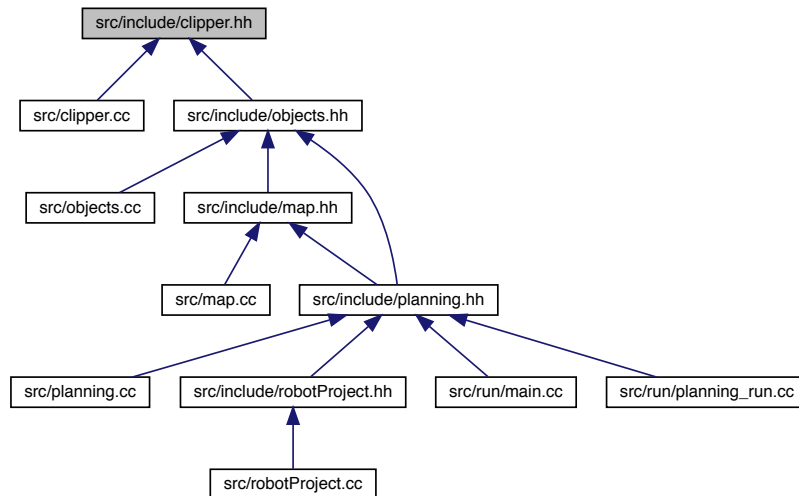 src/include/clipper.hh
src/clipper.cc
src/include/objects.hh
src/objects.cc
src/include/map.hh
src/map.cc
src/include/planning.hh
src/planning.cc
src/include/robotProject.hh
src/run/main.cc
src/run/planning_run.cc
src/robotProject.cc